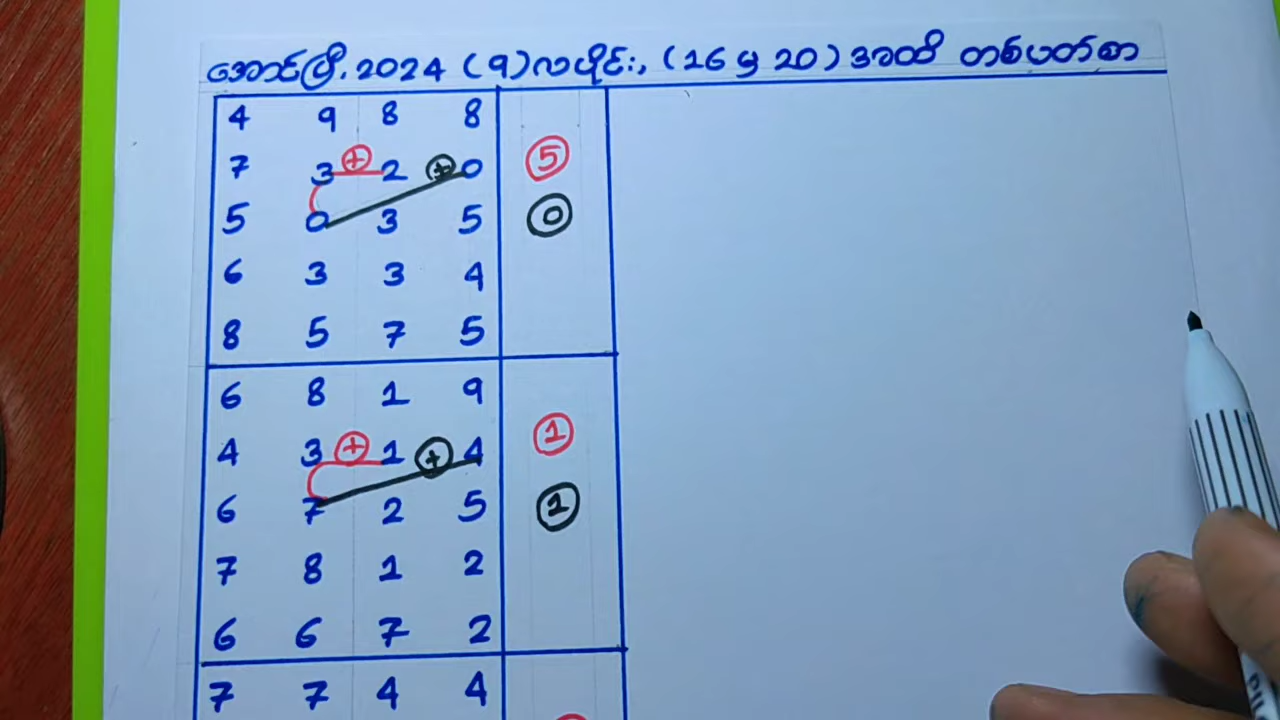 အောင်ဖြိုး, 2024 (9)လပိုင်း, (16 မှ 20) အထိ တစ်ပတ်စာ
4 9 8 8
7 3 + 2 + 0 5
5 0 3 5 0
6 3 3 4
8 5 7 5
6 8 1 9
4 3 + 1 + 4 1
6 7 2 5 1
7 8 1 2
6 6 7 2
7 7 4 4